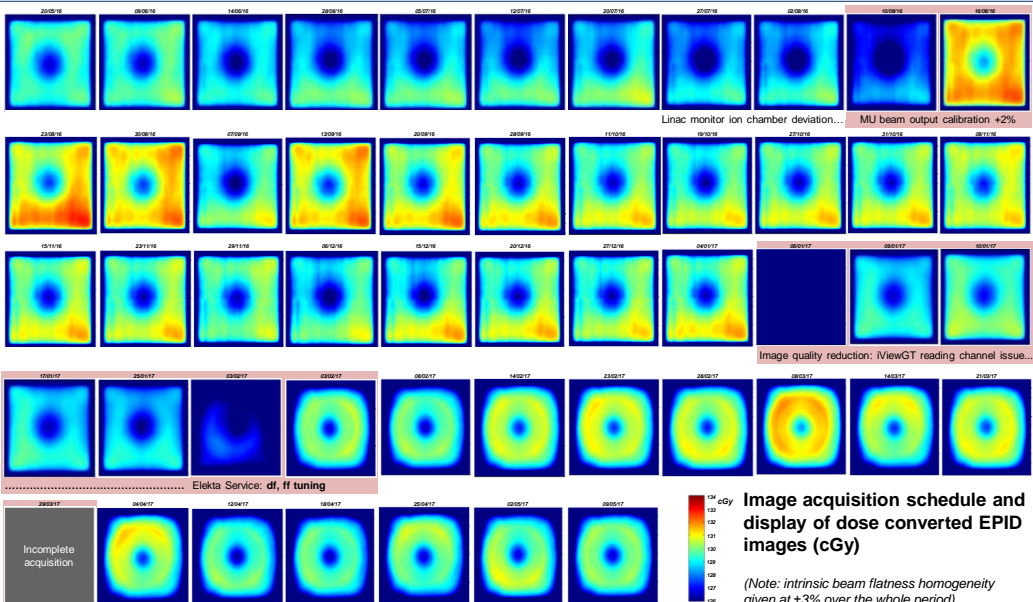 20/05/16 09/06/16 14/06/16 28/06/16 05/07/16 12/07/16 20/07/16 27/07/16 02/08/16 10/08/16 16/08/16
Linac monitor ion chamber deviation… MU beam output calibration +2%
23/08/16 30/08/16 07/09/16 13/09/16 20/09/16 28/09/16 11/10/16 19/10/16 27/10/16 31/10/16 08/11/16
15/11/16 23/11/16 29/11/16 06/12/16 15/12/16 20/12/16 27/12/16 04/01/17 06/01/17 06/01/17 10/01/17
Image quality reduction: iViewGT reading channel issue...
17/01/17 25/01/17 03/02/17 03/02/17 08/02/17 14/02/17 23/02/17 28/02/17 08/03/17 14/03/17 21/03/17
Elekta Service: df, ff tuning
29/03/17 04/04/17 12/04/17 18/04/17 25/04/17 02/05/17 09/05/17
Incomplete
acquisition
134
cGy
133
132
131
130
129
128
127
126
Image acquisition schedule and
display of dose converted EPID
images (cGy)
(Note: intrinsic beam flatness homogeneity
given at ±3% over the whole period)